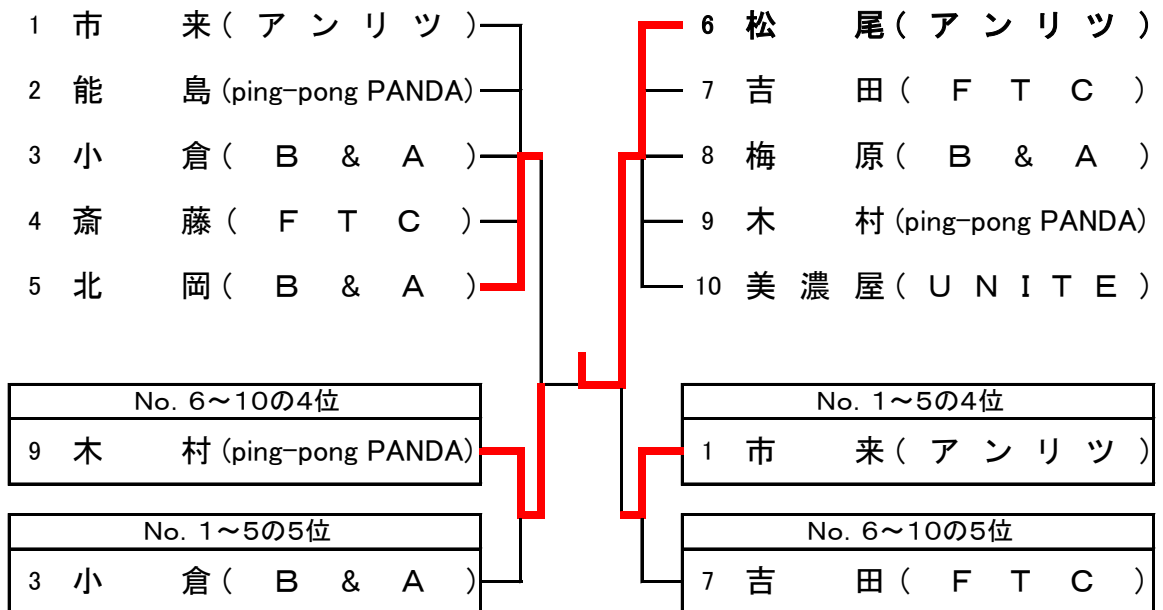 1 市 来(アンリツ)
2 能 島(ping-pong PANDA)
3 小 倉(B & A)
4 斎 藤(FTC)
5 北 岡(B & A)
6 松 尾(アンリツ)
7 吉 田(FTC)
8 梅 原(B & A)
9 木 村(ping-pong PANDA)
10 美 濃 屋(UNITE)
No. 6~10の4位
9 木 村(ping-pong PANDA)
No. 1~5の5位
3 小 倉(B & A)
No. 1~5の4位
1 市 来(アンリツ)
No. 6~10の5位
7 吉 田(FTC)